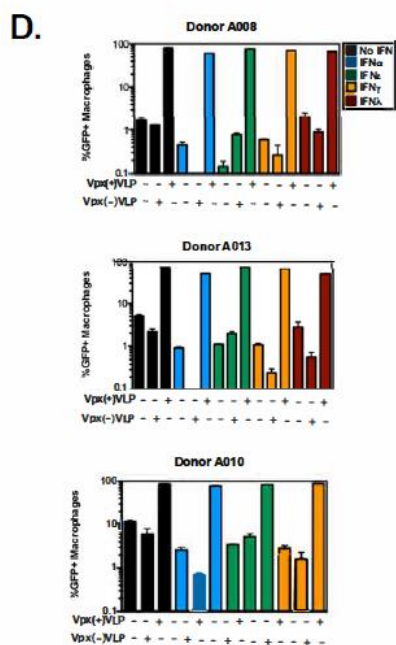 D.
Donor A008
No IFN
IFNα
IFNε
IFNγ
IFNλ
%GFP+ Macrophages
100
10
1
0.1
Vpx(+)VLP – – + – – + – – + – – + – – +
Vpx(–)VLP – + – – + – – + – – + – – + –
Donor A013
%GFP+ Macrophages
100
10
1
0.1
Vpx(+)VLP – – + – – + – – + – – + – – +
Vpx(–)VLP – + – – + – – + – – + – – + –
Donor A010
%GFP+ Macrophages
100
10
1
0.1
Vpx(+)VLP – – + – – + – – + – – +
Vpx(–)VLP – + – – + – – + – – + –